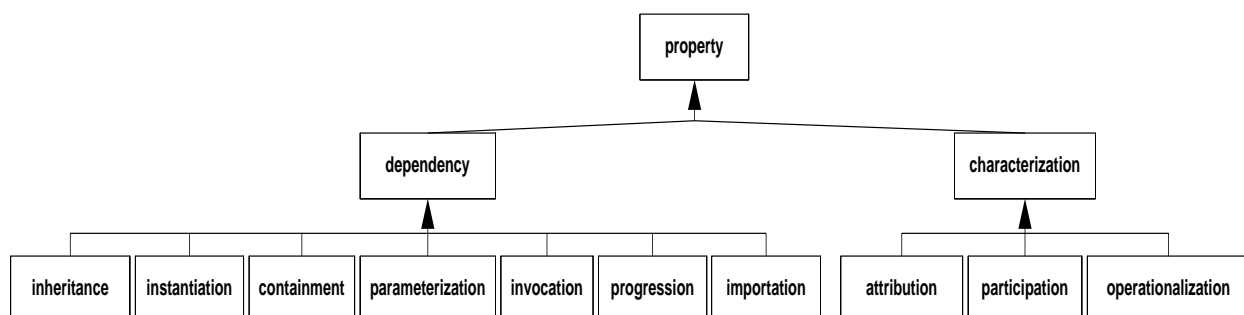 property
dependency
characterization
inheritance
instantiation
containment
parameterization
invocation
progression
importation
attribution
participation
operationalization